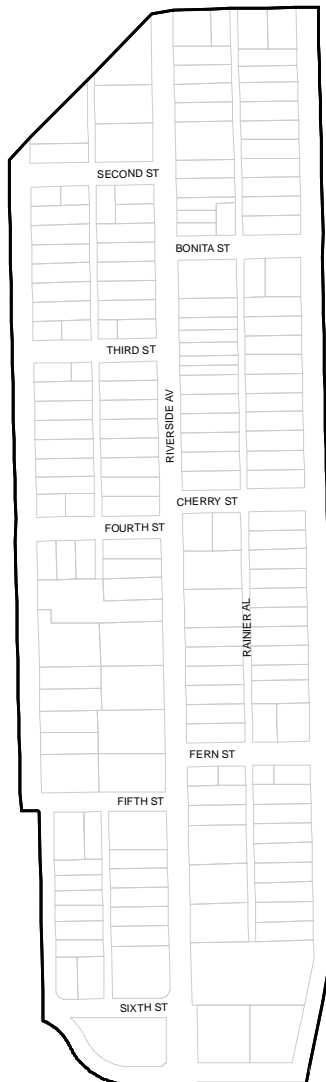 SECOND ST
BONITA ST
THIRD ST
RIVERSIDE AV
CHERRY ST
FOURTH ST
RAINIER AL
FERN ST
FIFTH ST
SIXTH ST